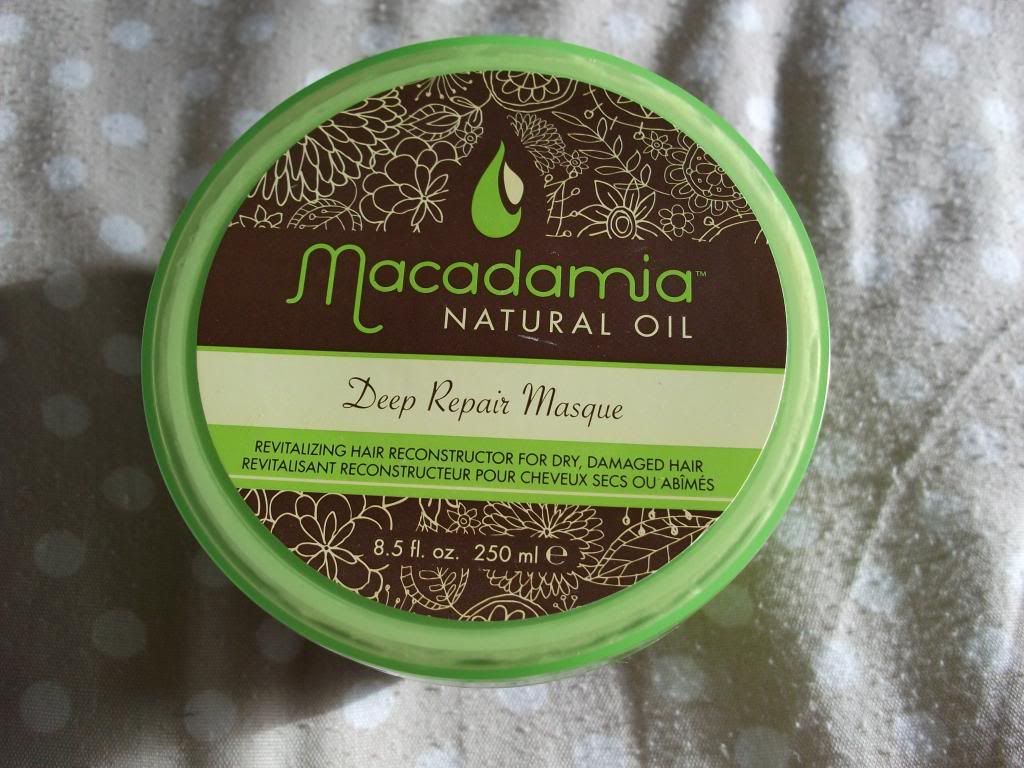 Macadamia™
NATURAL OIL
Deep Repair Masque
REVITALIZING HAIR RECONSTRUCTOR FOR DRY, DAMAGED HAIR
REVITALISANT RECONSTRUCTEUR POUR CHEVEUX SECS OU ABÎMÉS
8.5 fl. oz. 250 ml ℮